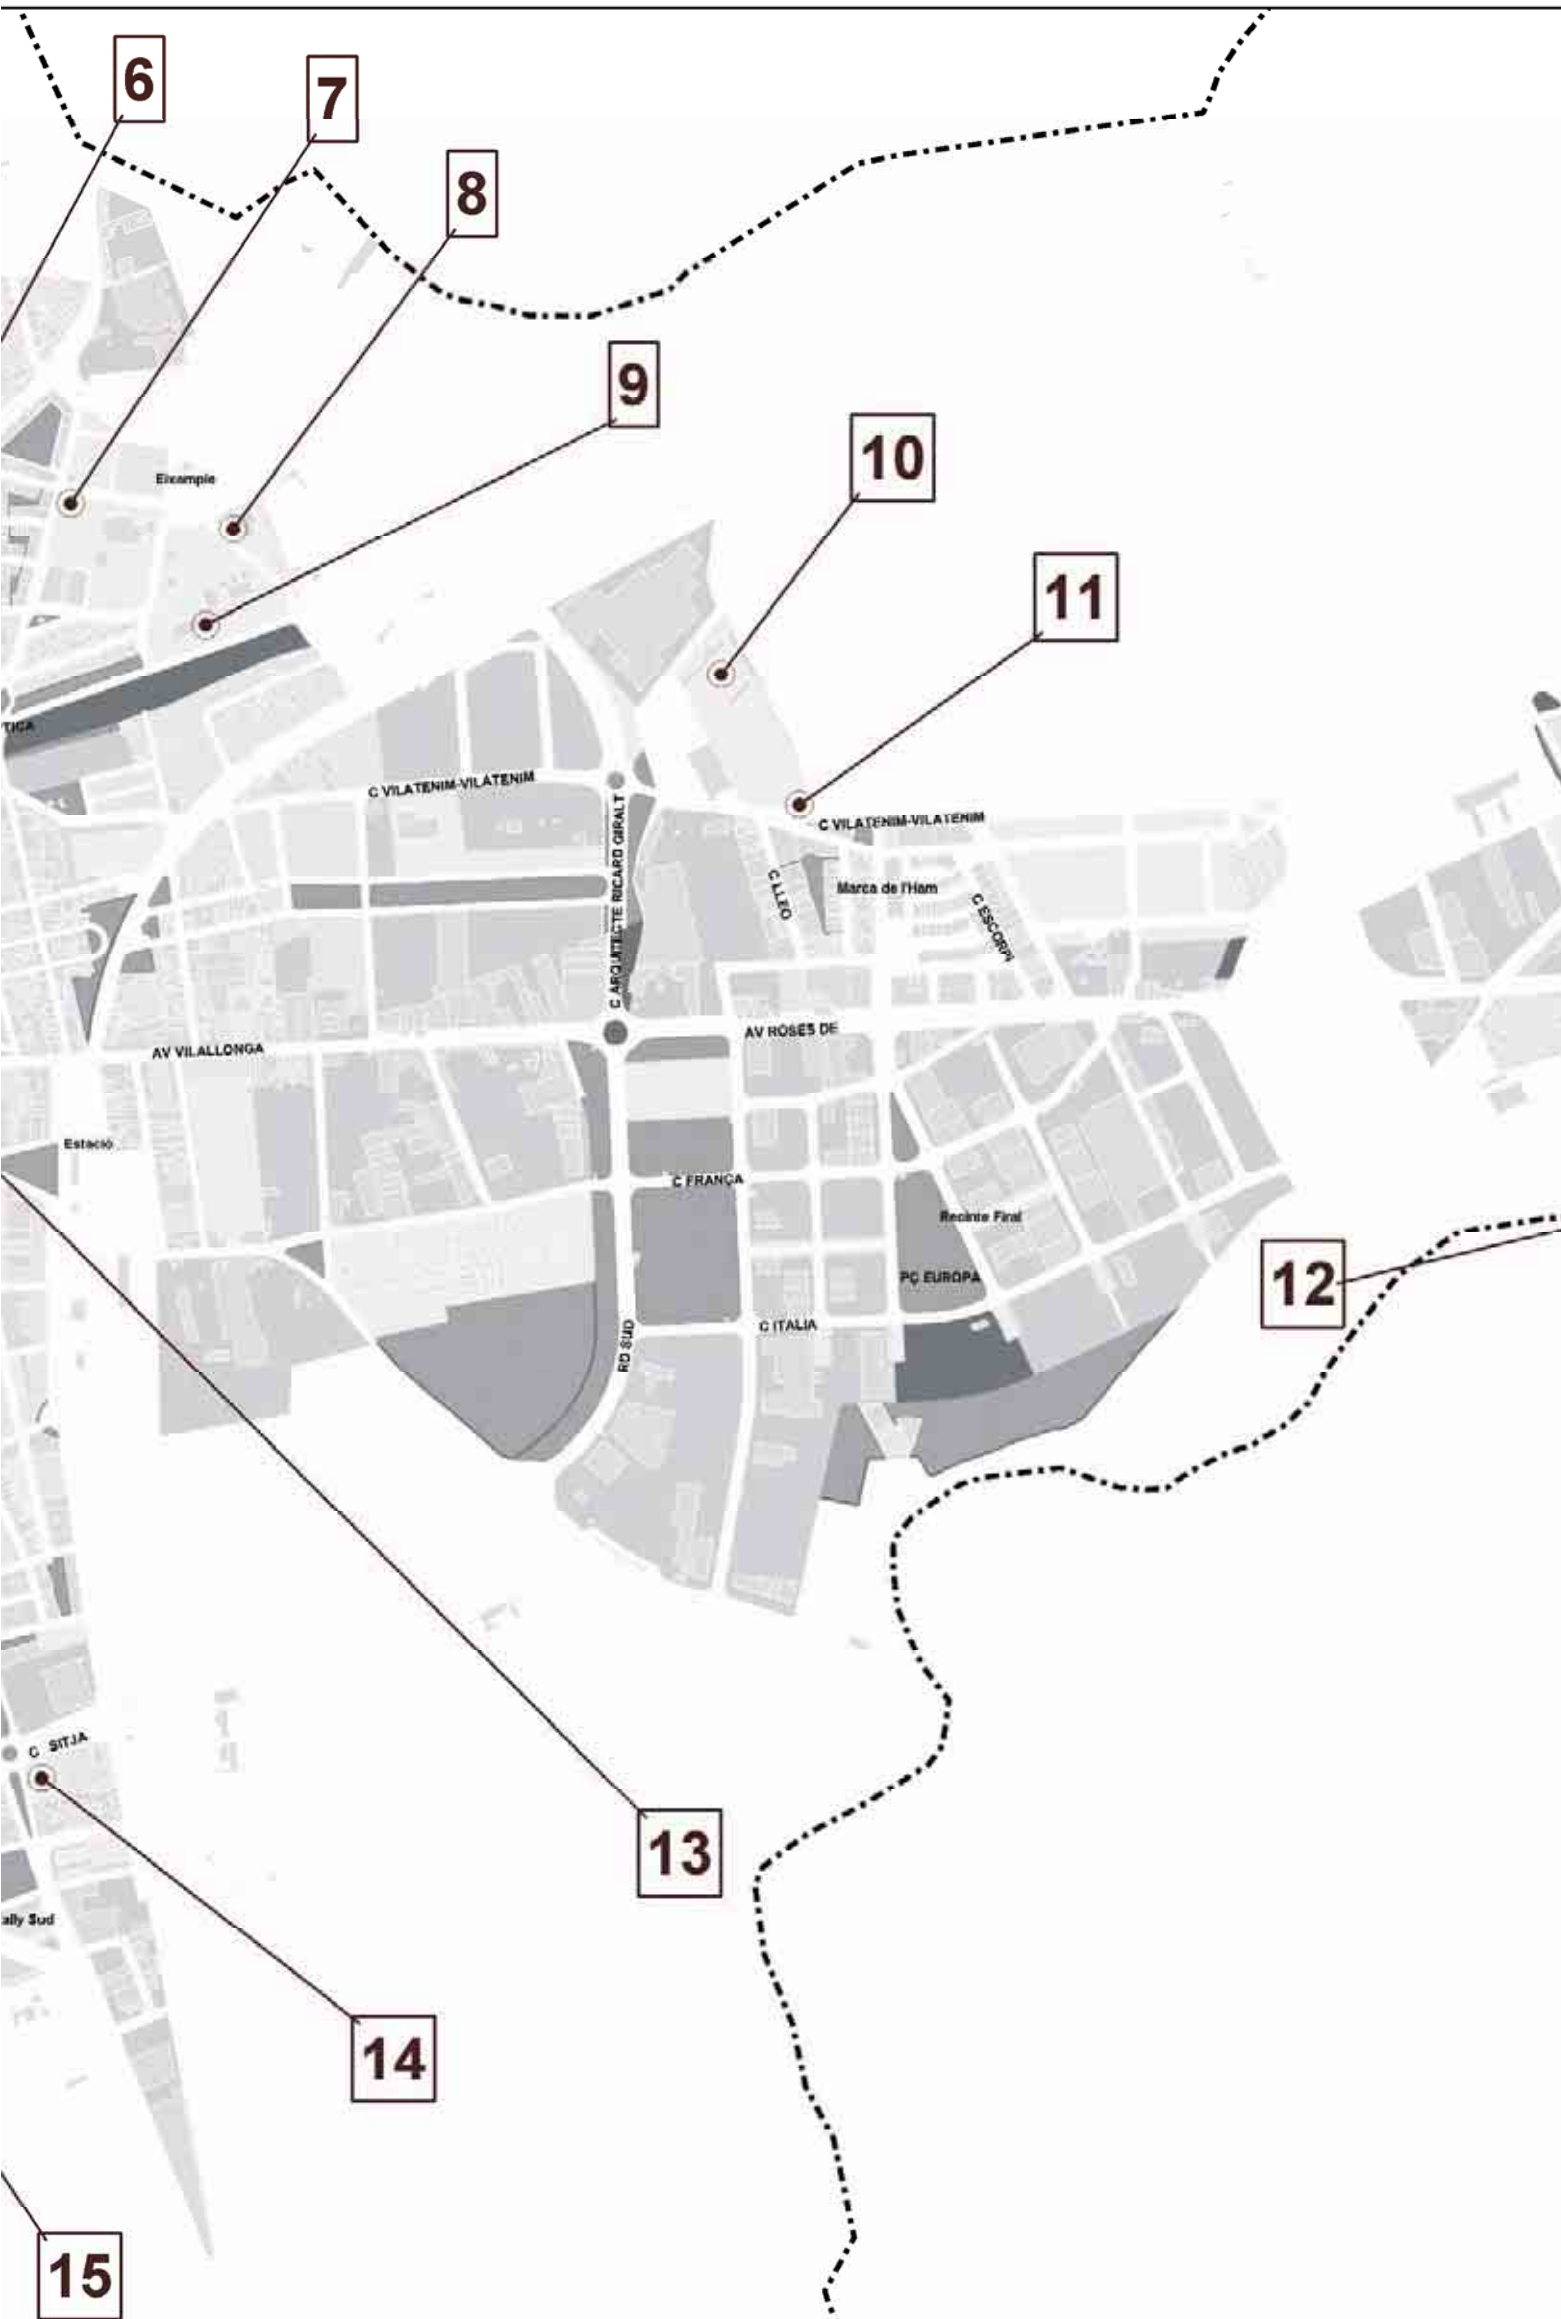 6
7
8
9
10
Eixample
11
TICA
C VILATENIM-VILATENIM
C VILATENIM-VILATENIM
C ARQUITECTE RICARD GIRALT
C LLEO
Marca de l'Ham
C ESCORPI
AV ROSES DE
AV VILALLONGA
Estació
C FRANÇA
Recinte Firal
12
PÇ EUROPA
C ITALIA
RD SUD
C SITJA
13
ally Sud
14
15